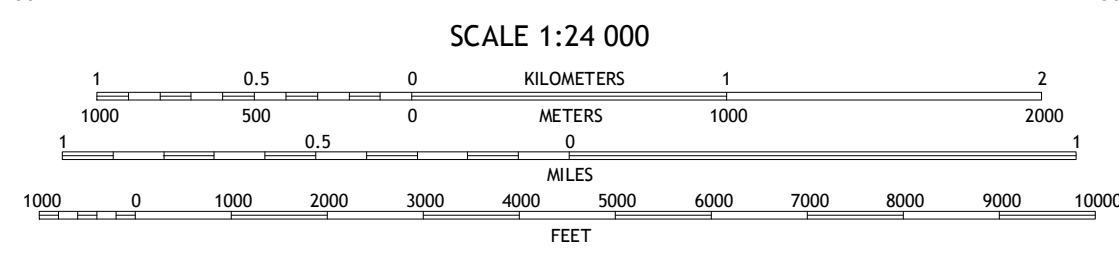 SCALE 1:24 000
1 0.5 0 KILOMETERS 1 2
1000 500 0 METERS 1000 2000
1 0.5 0 1
MILES
1000 0 1000 2000 3000 4000 5000 6000 7000 8000 9000 10000
FEET